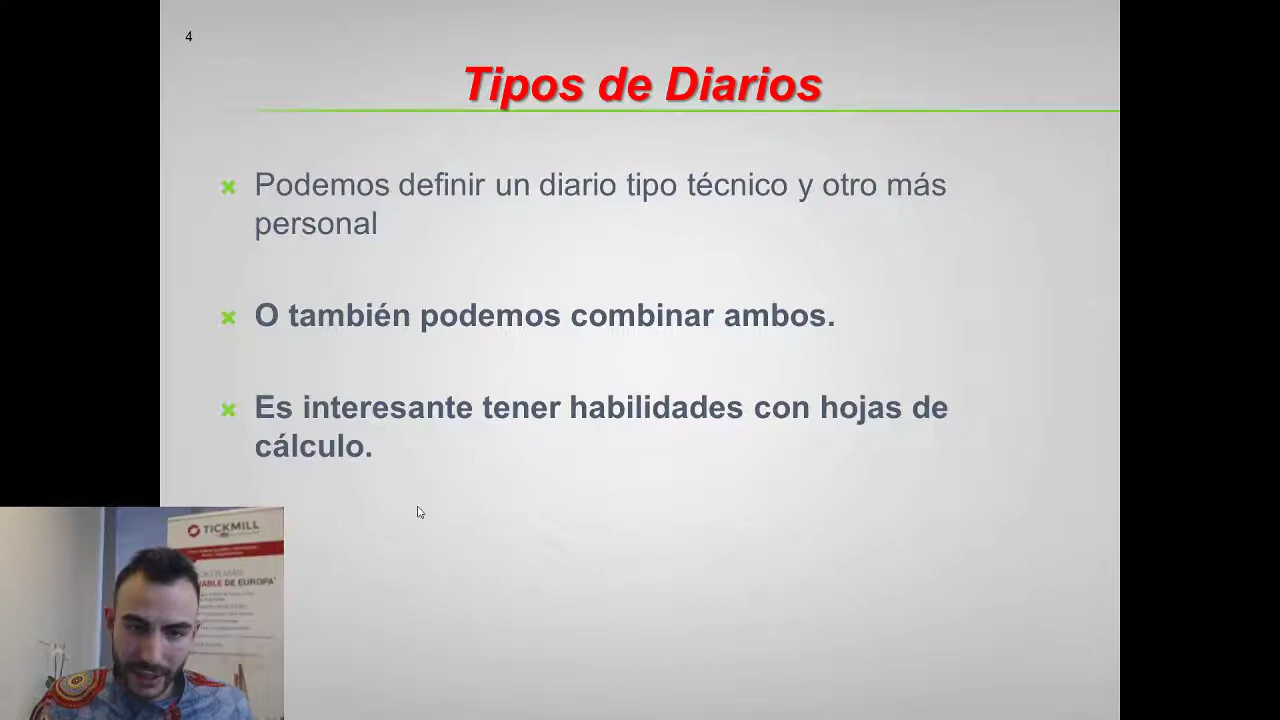 4
Tipos de Diarios
Podemos definir un diario tipo técnico y otro más
personal
O también podemos combinar ambos.
Es interesante tener habilidades con hojas de
cálculo.
TICKMILL
DE EUROPA